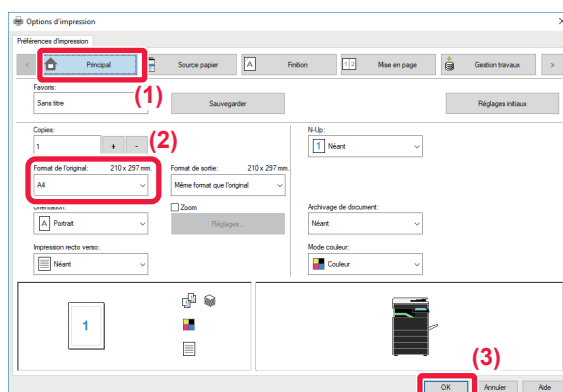 Options d'impression
Préférences d'impression
Principal
Source papier
A
Finition
1 2
Mise en page
Gestion travaux
(1)
Favoris:
Sans titre
Sauvegarder
Réglages initiaux
Copies:
1
+ -
(2)
N-Up:
1 Néant
Format de l'original: 210 x 297 mm.
A4
Format de sortie: 210 x 297 mm.
Même format que l'original
Orientation:
A Portrait
Zoom
Réglages...
Archivage de document:
Néant
Impression recto verso:
Néant
Mode couleur:
Couleur
1
(3)
OK
Annuler
Aide